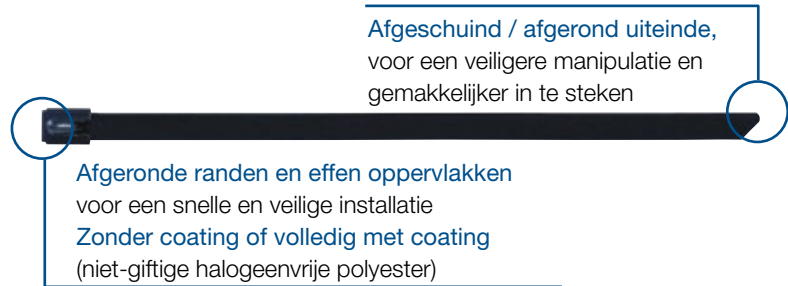 Afgeschuind / afgerond uiteinde,
voor een veiligere manipulatie en
gemakkelijker in te steken
Afgeronde randen en effen oppervlakken
voor een snelle en veilige installatie
Zonder coating of volledig met coating
(niet-giftige halogeenvrije polyester)